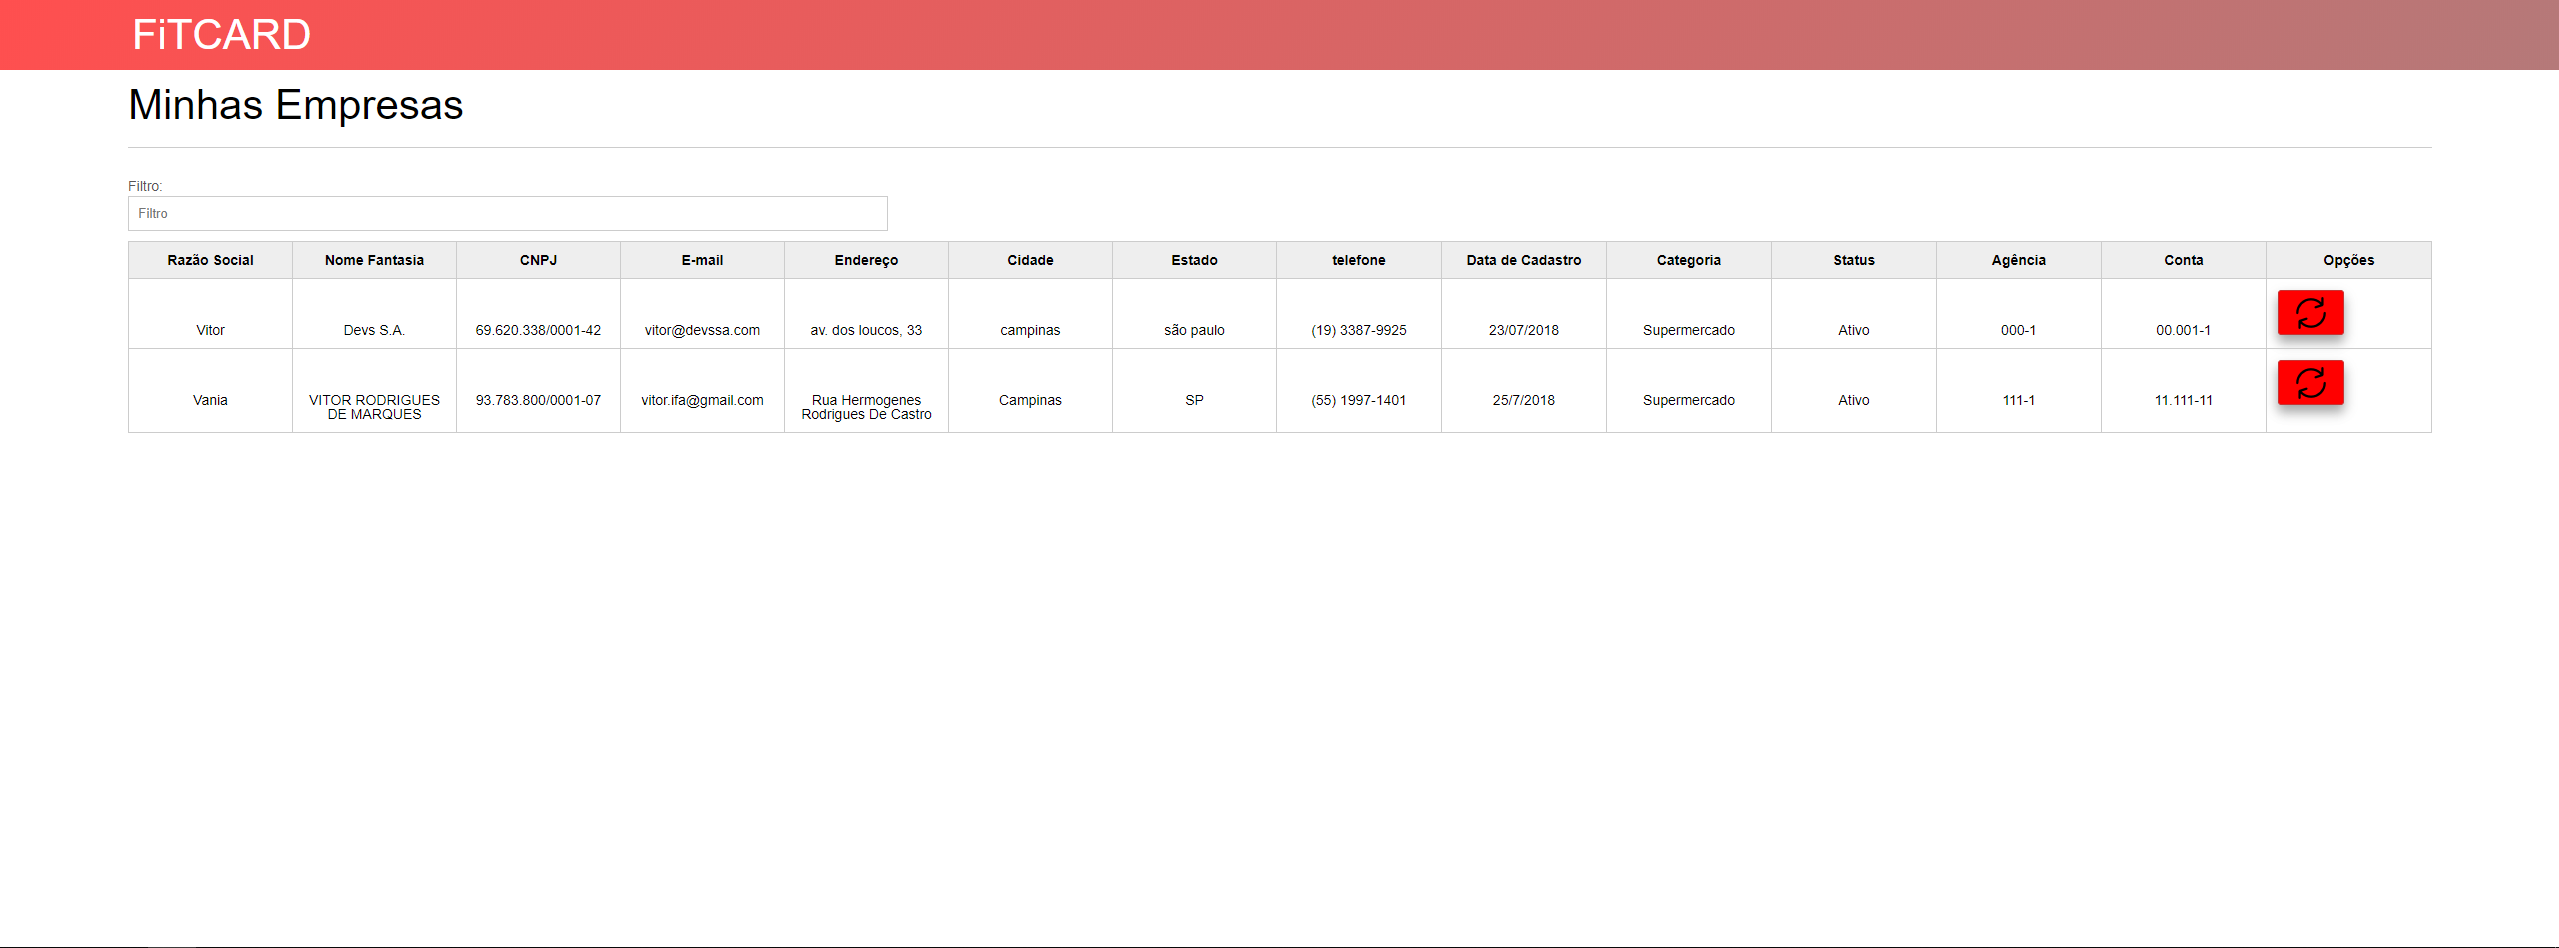 FiTCARD
Minhas Empresas
Filtro:
Filtro
Razão Social Nome Fantasia CNPJ E-mail Endereço Cidade Estado telefone Data de Cadastro Categoria Status Agência Conta Opções
Vitor Devs S.A. 69.620.338/0001-42 vitor@devssa.com av. dos loucos, 33 campinas são paulo (19) 3387-9925 23/07/2018 Supermercado Ativo 000-1 00.001-1
Vania VITOR RODRIGUES 93.783.800/0001-07 vitor.ifa@gmail.com Rua Hermogenes Campinas SP (55) 1997-1401 25/7/2018 Supermercado Ativo 111-1 11.111-11
DE MARQUES Rodrigues De Castro